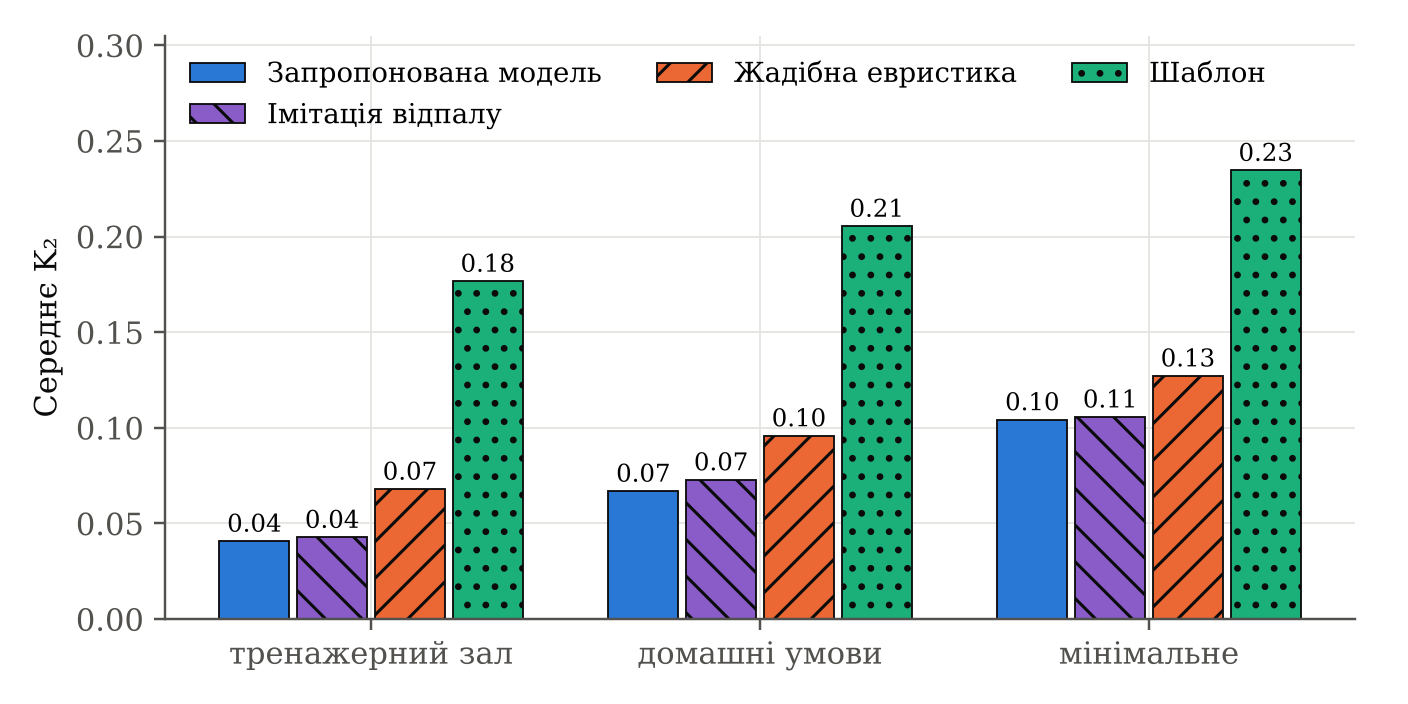 0.30
0.25
0.20
0.15
0.10
0.05
0.00
Середнє K₂
Запропонована модель
Імітація відпалу
Жадібна евристика
Шаблон
0.04
0.04
0.07
0.18
0.07
0.07
0.10
0.21
0.10
0.11
0.13
0.23
тренажерний зал
домашні умови
мінімальне